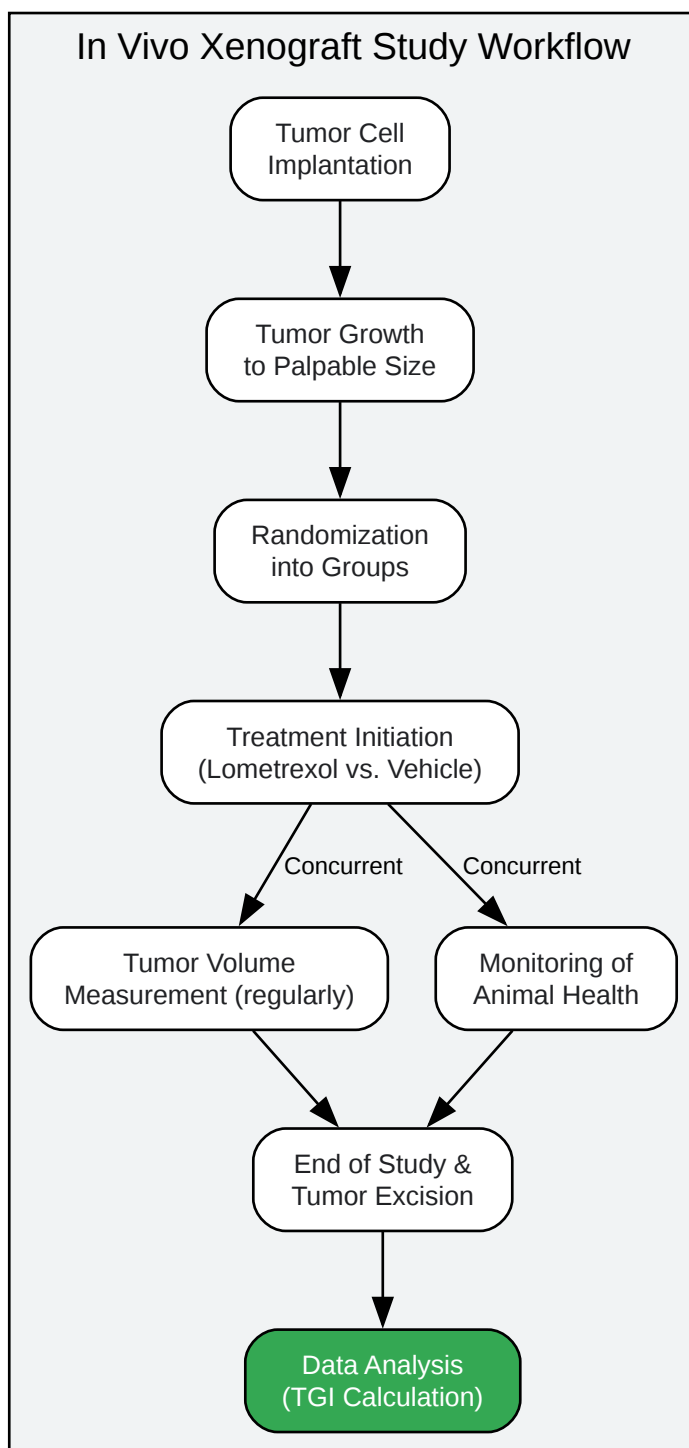 In Vivo Xenograft Study Workflow
Tumor Cell
Implantation
Tumor Growth
to Palpable Size
Randomization
into Groups
Treatment Initiation
(Lometrexol vs. Vehicle)
Concurrent
Concurrent
Tumor Volume
Measurement (regularly)
Monitoring of
Animal Health
End of Study &
Tumor Excision
Data Analysis
(TGI Calculation)